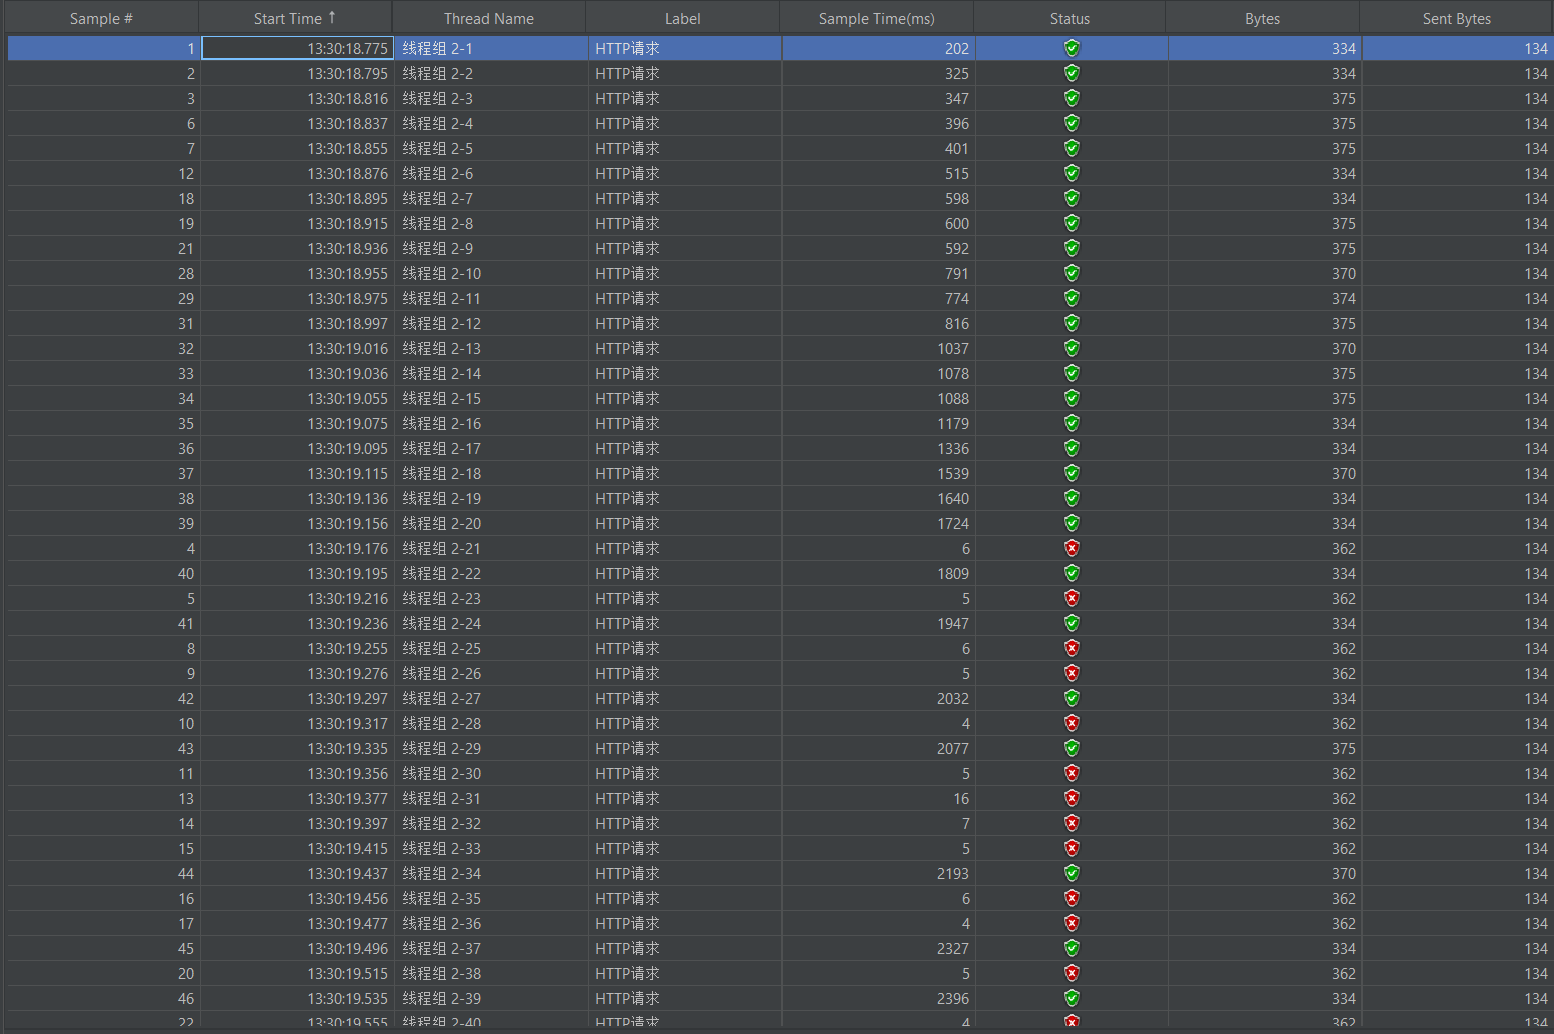 Sample # Start Time ↑ Thread Name Label Sample Time(ms) Status Bytes Sent Bytes
1 13:30:18.775 线程组 2-1 HTTP请求 202 334 134
2 13:30:18.795 线程组 2-2 HTTP请求 325 334 134
3 13:30:18.816 线程组 2-3 HTTP请求 347 375 134
6 13:30:18.837 线程组 2-4 HTTP请求 396 375 134
7 13:30:18.855 线程组 2-5 HTTP请求 401 375 134
12 13:30:18.876 线程组 2-6 HTTP请求 515 334 134
18 13:30:18.895 线程组 2-7 HTTP请求 598 334 134
19 13:30:18.915 线程组 2-8 HTTP请求 600 375 134
21 13:30:18.936 线程组 2-9 HTTP请求 592 375 134
28 13:30:18.955 线程组 2-10 HTTP请求 791 370 134
29 13:30:18.975 线程组 2-11 HTTP请求 774 374 134
31 13:30:18.997 线程组 2-12 HTTP请求 816 375 134
32 13:30:19.016 线程组 2-13 HTTP请求 1037 370 134
33 13:30:19.036 线程组 2-14 HTTP请求 1078 375 134
34 13:30:19.055 线程组 2-15 HTTP请求 1088 375 134
35 13:30:19.075 线程组 2-16 HTTP请求 1179 334 134
36 13:30:19.095 线程组 2-17 HTTP请求 1336 334 134
37 13:30:19.115 线程组 2-18 HTTP请求 1539 370 134
38 13:30:19.136 线程组 2-19 HTTP请求 1640 334 134
39 13:30:19.156 线程组 2-20 HTTP请求 1724 334 134
4 13:30:19.176 线程组 2-21 HTTP请求 6 362 134
40 13:30:19.195 线程组 2-22 HTTP请求 1809 334 134
5 13:30:19.216 线程组 2-23 HTTP请求 5 362 134
41 13:30:19.236 线程组 2-24 HTTP请求 1947 334 134
8 13:30:19.255 线程组 2-25 HTTP请求 6 362 134
9 13:30:19.276 线程组 2-26 HTTP请求 5 362 134
42 13:30:19.297 线程组 2-27 HTTP请求 2032 334 134
10 13:30:19.317 线程组 2-28 HTTP请求 4 362 134
43 13:30:19.335 线程组 2-29 HTTP请求 2077 375 134
11 13:30:19.356 线程组 2-30 HTTP请求 5 362 134
13 13:30:19.377 线程组 2-31 HTTP请求 16 362 134
14 13:30:19.397 线程组 2-32 HTTP请求 7 362 134
15 13:30:19.415 线程组 2-33 HTTP请求 5 362 134
44 13:30:19.437 线程组 2-34 HTTP请求 2193 370 134
16 13:30:19.456 线程组 2-35 HTTP请求 6 362 134
17 13:30:19.477 线程组 2-36 HTTP请求 4 362 134
45 13:30:19.496 线程组 2-37 HTTP请求 2327 334 134
20 13:30:19.515 线程组 2-38 HTTP请求 5 362 134
46 13:30:19.535 线程组 2-39 HTTP请求 2396 334 134
22 13:30:19.555 线程组 2-40 HTTP请求 4 362 134